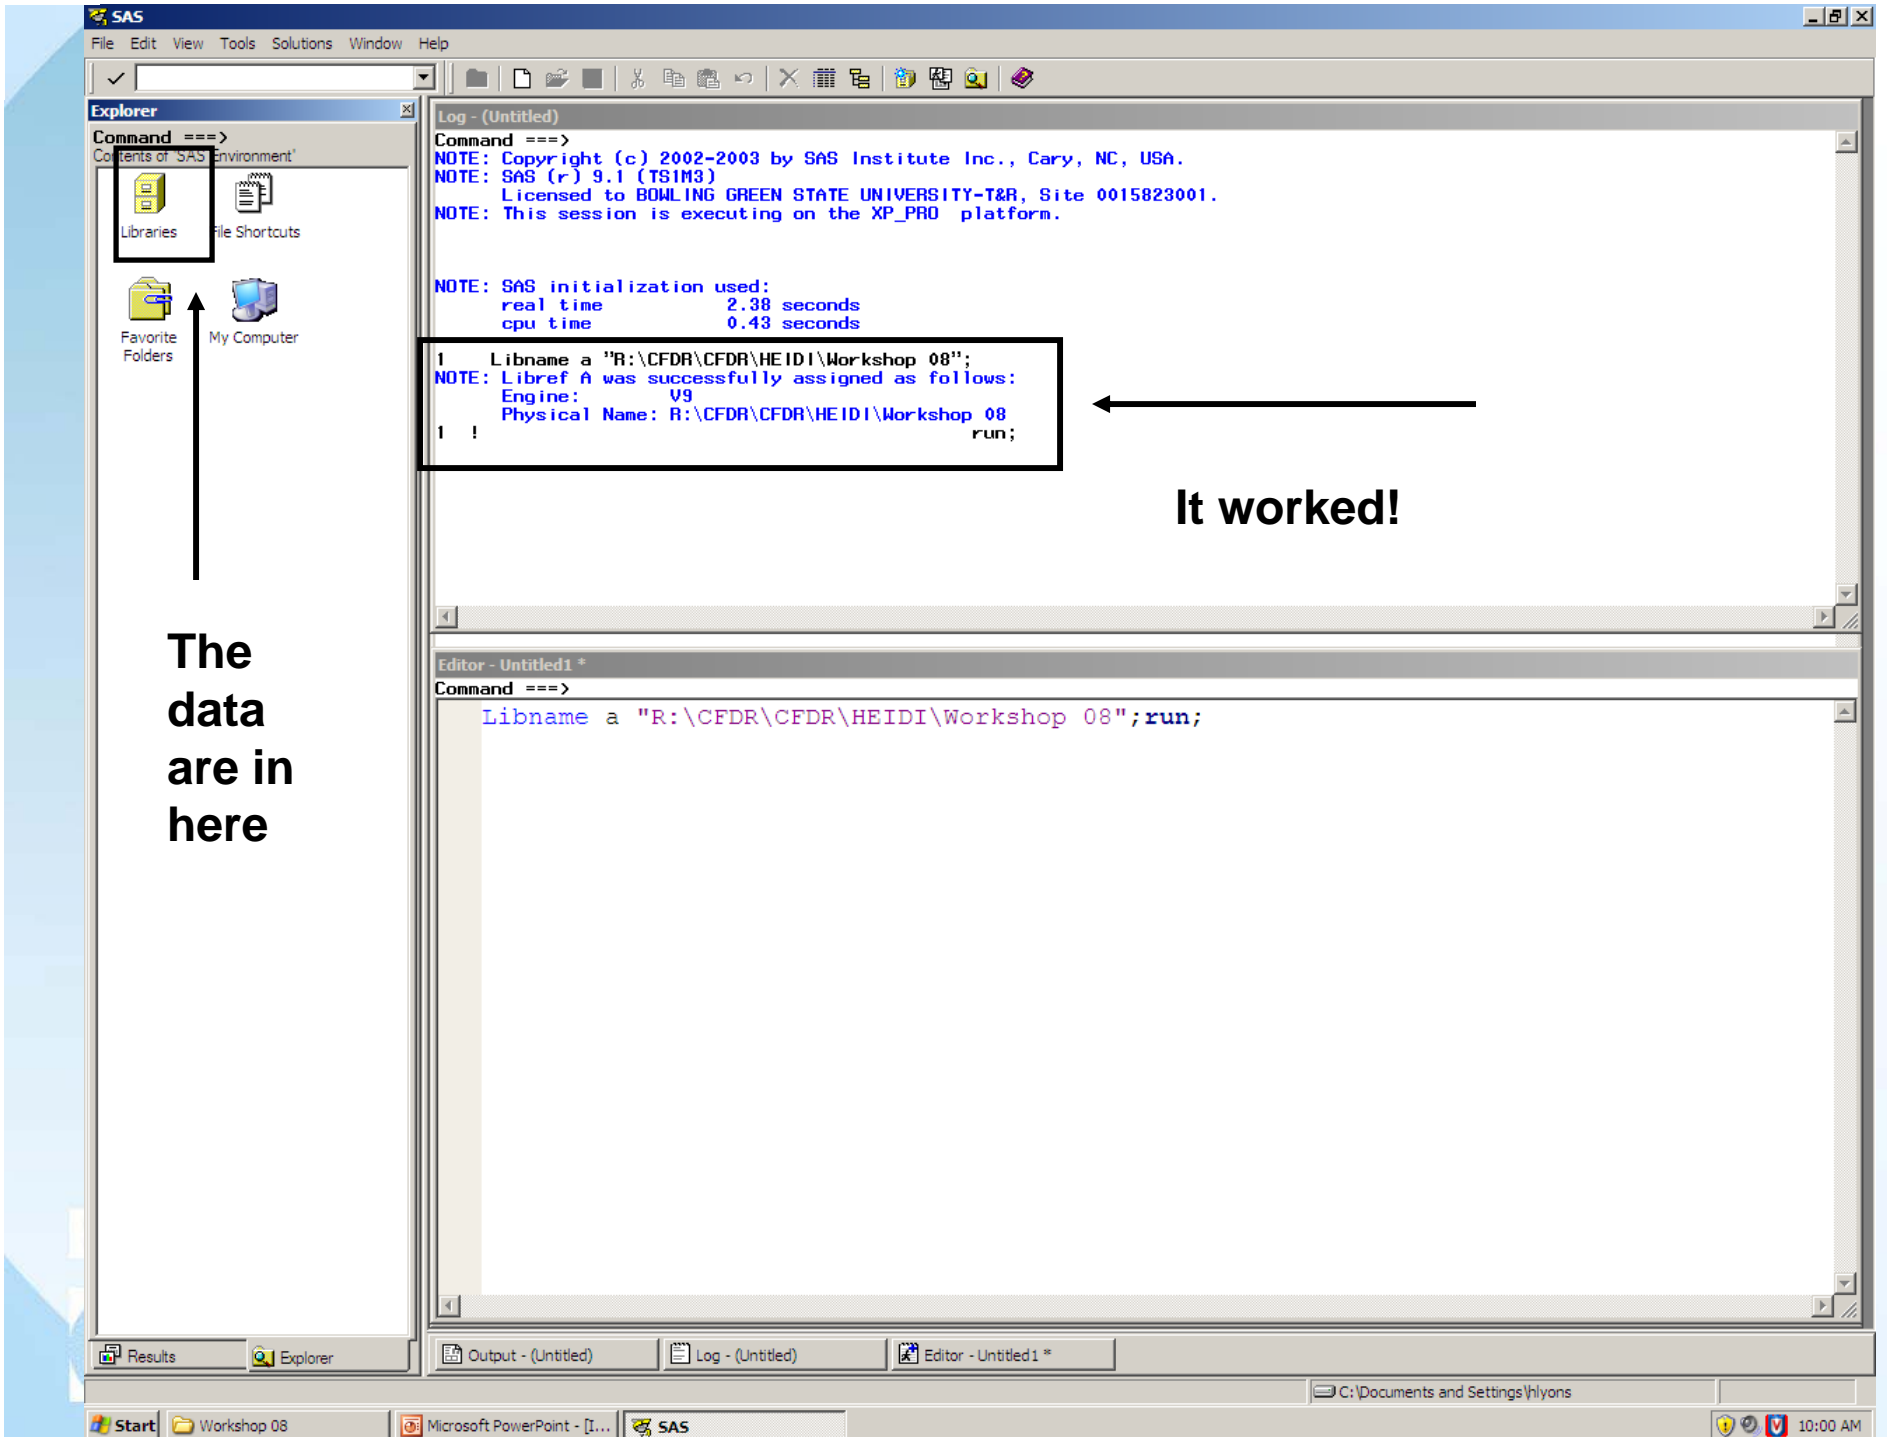 SAS
File Edit View Tools Solutions Window Help
Explorer
Command ===>
Contents of 'SAS Environment'
Libraries
File Shortcuts
Favorite Folders
My Computer
The
data
are in
here
Results
Explorer
Log - (Untitled)
Command ===>
NOTE: Copyright (c) 2002-2003 by SAS Institute Inc., Cary, NC, USA.
NOTE: SAS (r) 9.1 (TS1M3)
Licensed to BOWLING GREEN STATE UNIVERSITY-T&R, Site 0015823001.
NOTE: This session is executing on the XP_PRO platform.
NOTE: SAS initialization used:
real time 2.38 seconds
cpu time 0.43 seconds
1 Libname a "R:\CFDR\CFDR\HEIDI\Workshop 08";
NOTE: Libref A was successfully assigned as follows:
Engine: V9
Physical Name: R:\CFDR\CFDR\HEIDI\Workshop 08
1 ! run;
It worked!
Editor - Untitled1 *
Command ===>
Libname a "R:\CFDR\CFDR\HEIDI\Workshop 08";run;
Output - (Untitled)
Log - (Untitled)
Editor - Untitled1 *
C:\Documents and Settings\hlyons
Start
Workshop 08
Microsoft PowerPoint - [I...
SAS
10:00 AM